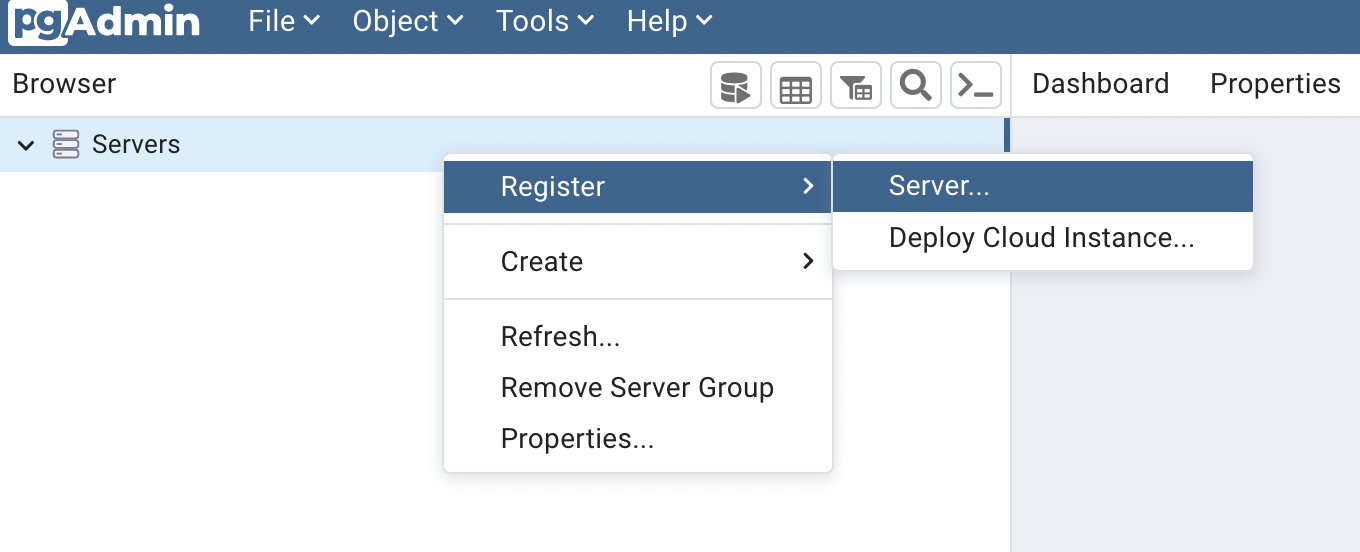 pgAdmin File Object Tools Help
Browser Dashboard Properties
Servers
Register Server...
Deploy Cloud Instance...
Create
Refresh...
Remove Server Group
Properties...